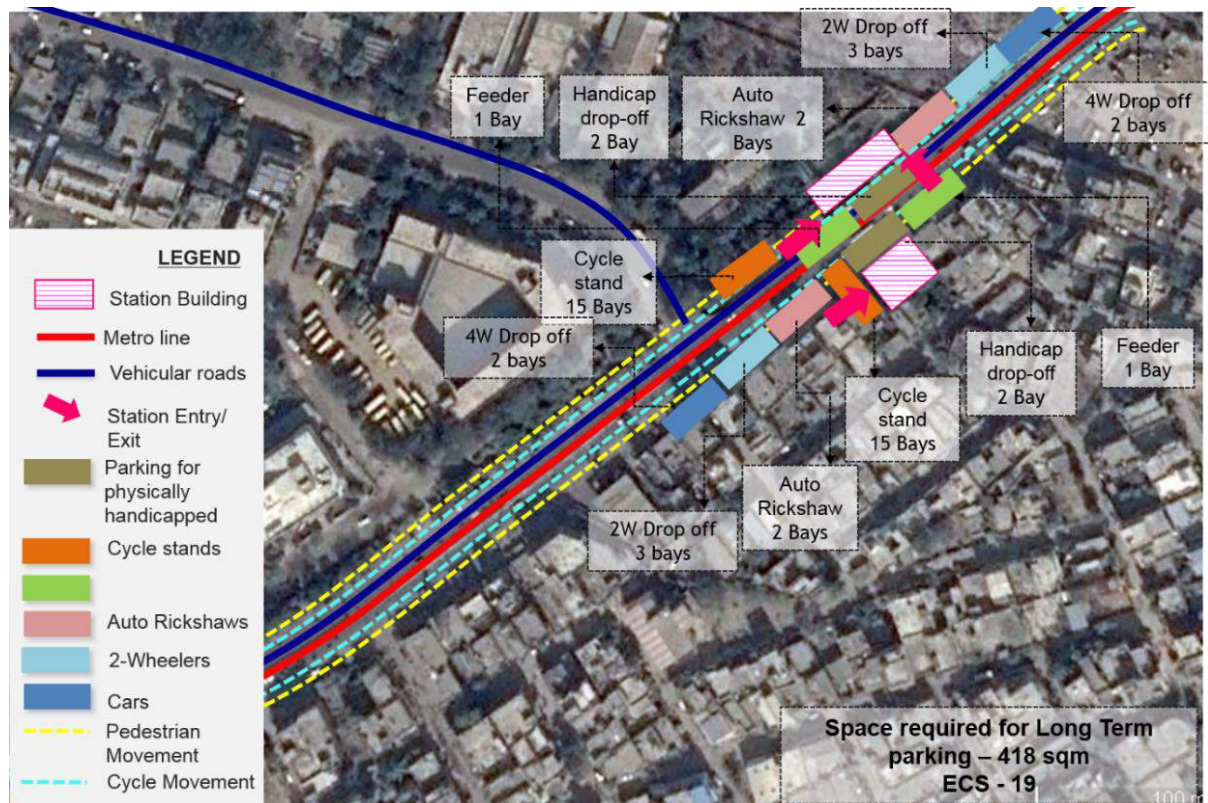 2W Drop off
3 bays
Feeder
1 Bay
Handicap
drop-off
2 Bay
Auto
Rickshaw 2
Bays
4W Drop off
2 bays
LEGEND
Station Building
Metro line
Vehicular roads
Station Entry/
Exit
Parking for
physically
handicapped
Cycle stands
Auto Rickshaws
2-Wheelers
Cars
Pedestrian
Movement
Cycle Movement
Cycle
stand
15 Bays
4W Drop off
2 bays
Handicap
drop-off
2 Bay
Feeder
1 Bay
Cycle
stand
15 Bays
Auto
Rickshaw
2 Bays
2W Drop off
3 bays
Space required for Long Term
parking – 418 sqm
ECS - 19
100 m